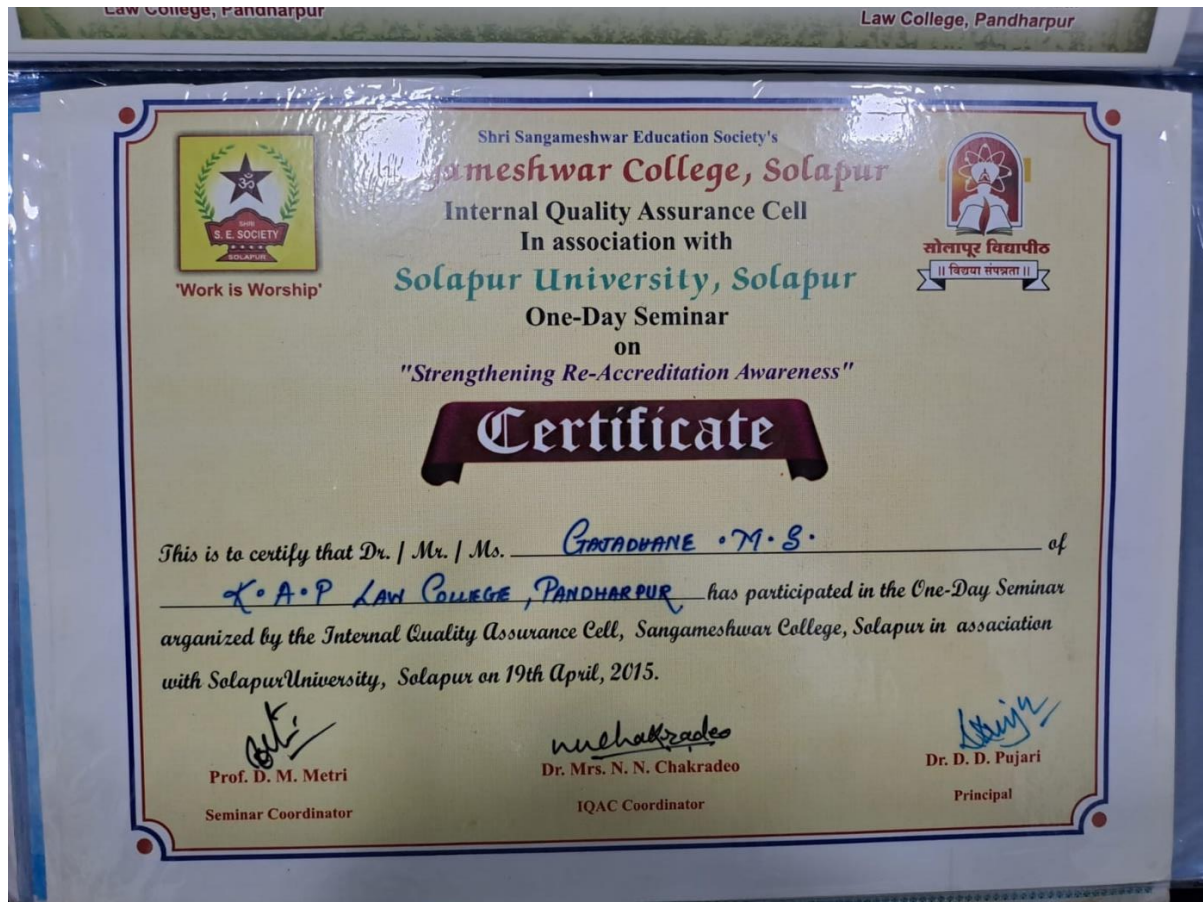 Law College, Pandharpur
Law College, Pandharpur
Shri Sangameshwar Education Society's
College, Solapur
Internal Quality Assurance Cell
In association with
Solapur University, Solapur
One-Day Seminar
on
"Strengthening Re-Accreditation Awareness"
ॐ
SHRI
S. E. SOCIETY
SOLAPUR
'Work is Worship'
सोलापूर विद्यापीठ
॥ विद्यया संपन्नता ॥
Certificate
This is to certify that Dr. / Mr. / Ms. GAJADHANE . M. S. of
K.A.P LAW COLLEGE, PANDHARPUR has participated in the One-Day Seminar
arganized by the Internal Quality Assurance Cell, Sangameshwar College, Solapur in assaciation
with SolapurUniversity, Solapur on 19th April, 2015.
nnchakradeo
Prof. D. M. Metri
Dr. Mrs. N. N. Chakradeo
Dr. D. D. Pujari
Seminar Coordinator
IQAC Coordinator
Principal